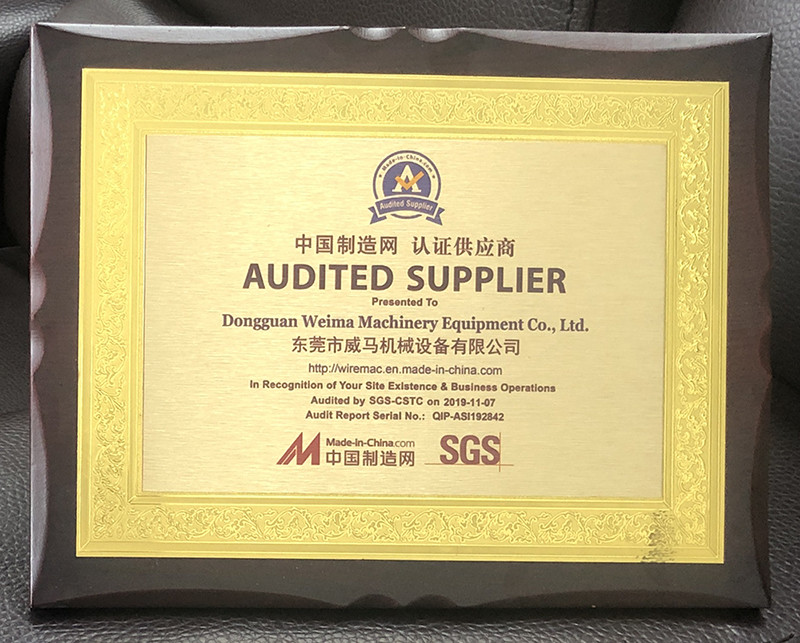 Made-in-China.com
Audited Supplier
中国制造网 认证供应商
AUDITED SUPPLIER
Presented To
Dongguan Weima Machinery Equipment Co., Ltd.
东莞市威马机械设备有限公司
http://wiremac.en.made-in-china.com
In Recognition of Your Site Existence & Business Operations
Audited by SGS-CSTC on 2019-11-07
Audit Report Serial No.: QIP-ASI192842
Made-in-China.com
中国制造网
SGS